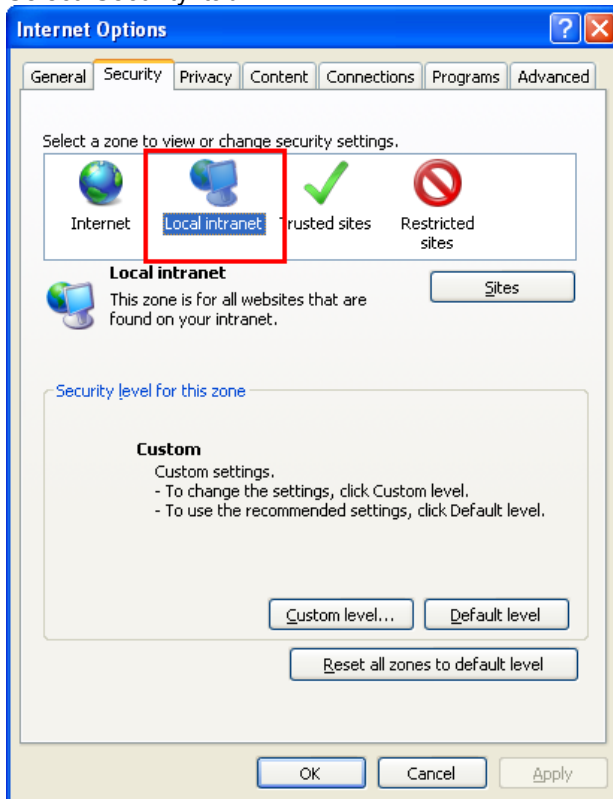 Internet Options
General Security Privacy Content Connections Programs Advanced
Select a zone to view or change security settings.
Internet Local intranet Trusted sites Restricted sites
Local intranet
Sites
This zone is for all websites that are
found on your intranet.
Security level for this zone
Custom
Custom settings.
- To change the settings, click Custom level.
- To use the recommended settings, click Default level.
Custom level... Default level
Reset all zones to default level
OK Cancel Apply